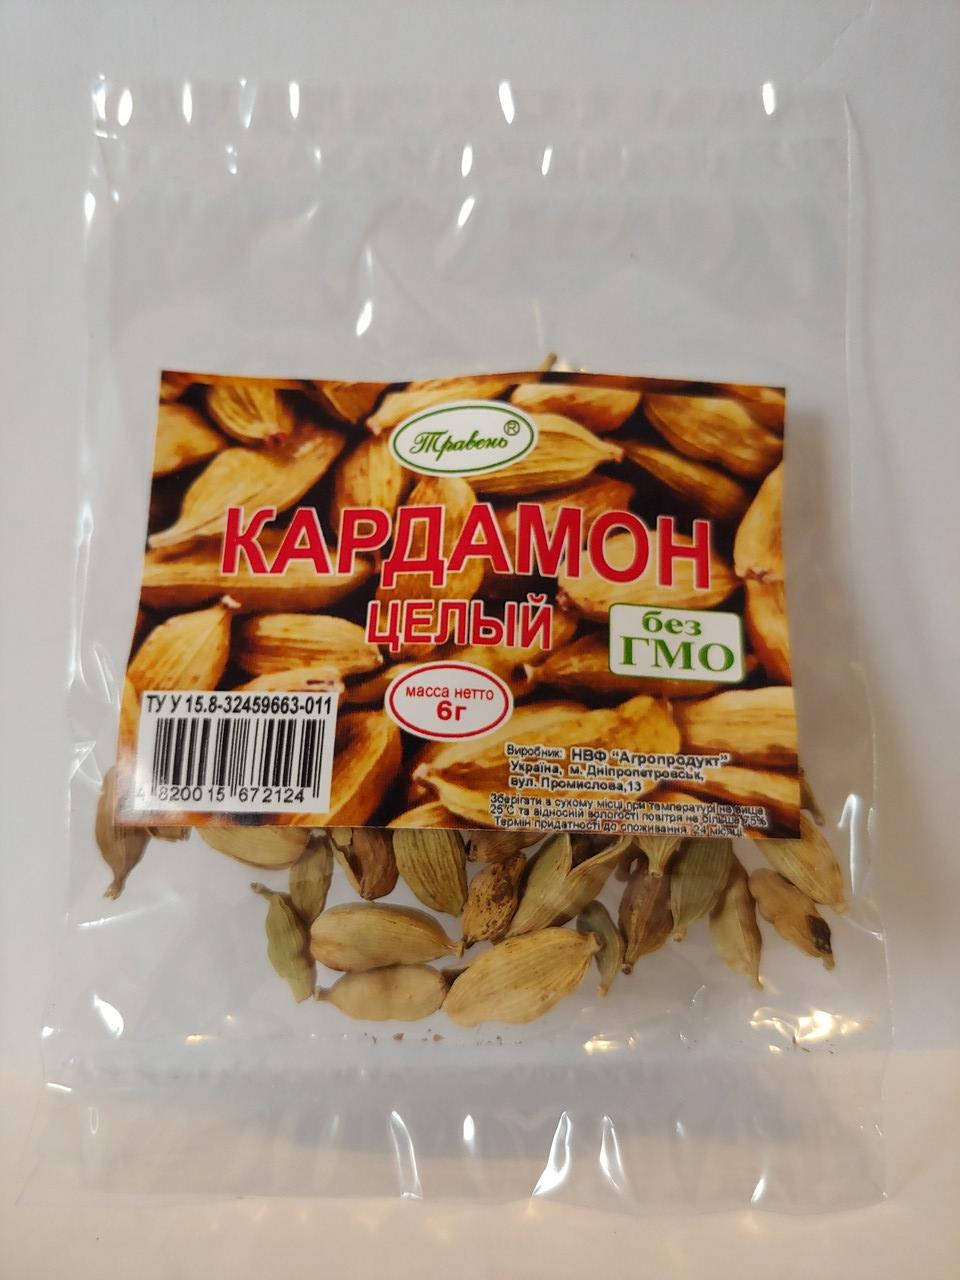 Травень®
КАРДАМОН
ЦЕЛЫЙ
без
ГМО
масса нетто
6г
ТУ У 15.8-32459663-011
4 820015 672124
Виробник: НВФ "Агропродукт"
Україна, м. Дніпропетровськ,
вул. Промислова,13
Зберігати в сухому місці при температурі не вище
25°С та відносній вологості повітря не більше 75%
Термін придатності до споживання 24 місяці